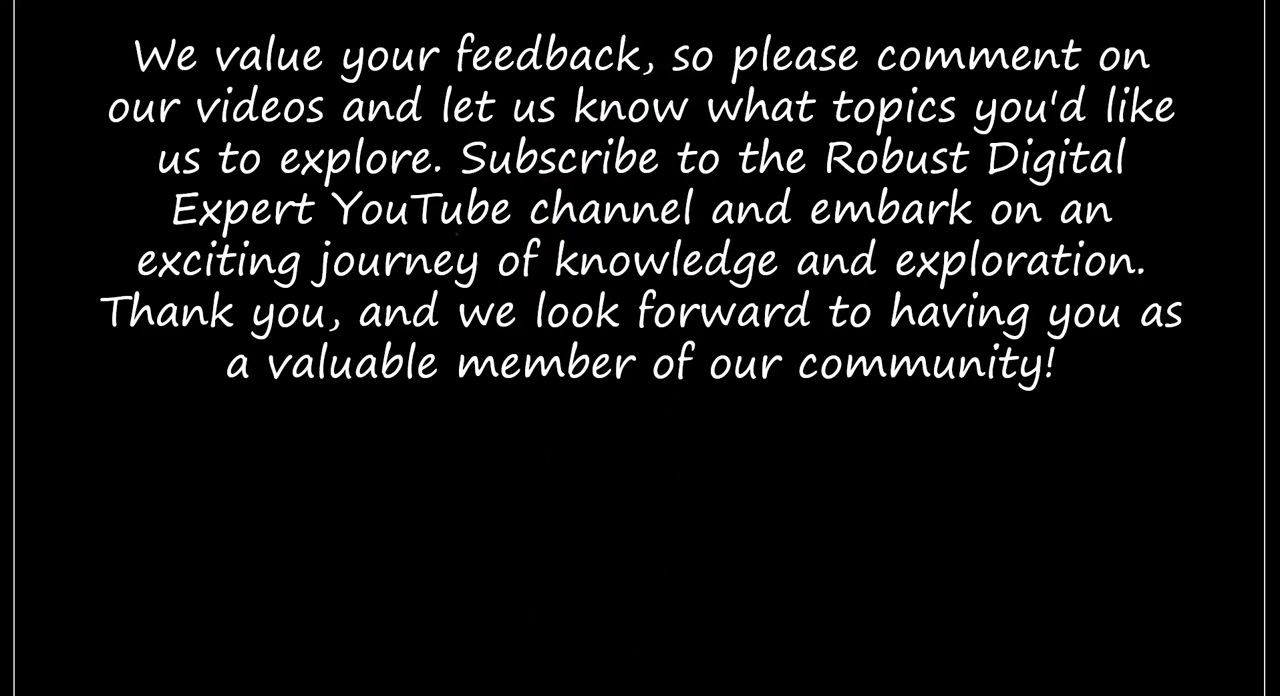 We value your feedback, so please comment on
our videos and let us know what topics you'd like
us to explore. Subscribe to the Robust Digital
Expert YouTube channel and embark on an
exciting journey of knowledge and exploration.
Thank you, and we look forward to having you as
a valuable member of our community!